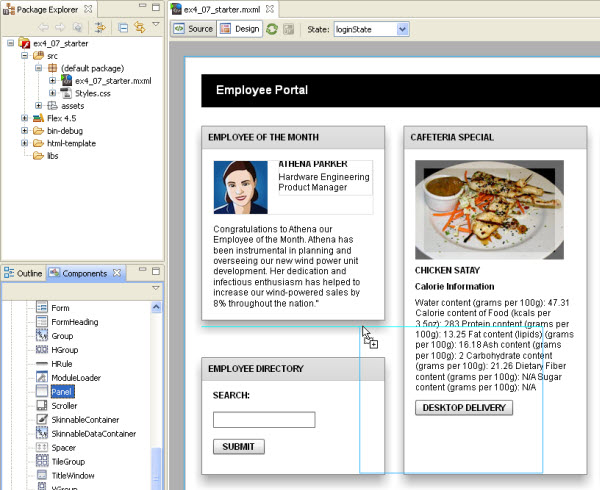 Package Explorer
ex4_07_starter
src
(default package)
ex4_07_starter.mxml
Styles.css
assets
Flex 4.5
bin-debug
html-template
libs
Outline
Components
Form
FormHeading
Group
HGroup
HRule
ModuleLoader
Panel
Scroller
SkinnableContainer
SkinnableDataContainer
Spacer
TileGroup
TitleWindow
VGroup
ex4_07_starter.mxml
Source Design State: loginState
Employee Portal
EMPLOYEE OF THE MONTH
ATHENA PARKER
Hardware Engineering
Product Manager
Congratulations to Athena our
Employee of the Month. Athena has
been instrumental in planning and
overseeing our new wind power unit
development. Her dedication and
infectious enthusiasm has helped to
increase our wind-powered sales by
8% throughout the nation."
EMPLOYEE DIRECTORY
SEARCH:
SUBMIT
CAFETERIA SPECIAL
CHICKEN SATAY
Calorie Information
Water content (grams per 100g): 47.31
Calorie content of Food (kcals per
3.5oz): 283 Protein content (grams per
100g): 13.25 Fat content (lipids) (grams
per 100g): 16.18 Ash content (grams
per 100g): 2 Carbohydrate content
(grams per 100g): 21.26 Dietary Fiber
content (grams per 100g): N/A Sugar
content (grams per 100g): N/A
DESKTOP DELIVERY